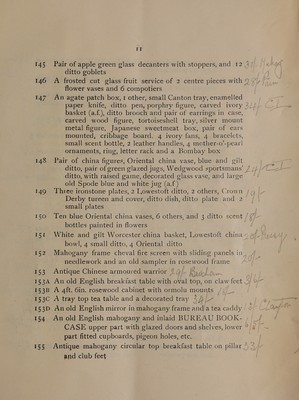 11
145 Pair of apple green glass decanters with stoppers, and 12
ditto goblets
146 A frosted cut glass fruit service of 2 centre pieces with
flower vases and 6 compotiers
147 An agate patch box, 1 other, small Canton tray, enamelled
paper knife, ditto pen, porphry figure, carved ivory
basket (a.f.), ditto brooch and pair of earrings in case,
carved wood figure, tortoiseshell tray, silver mount
metal figure, Japanese sweetmeat box, pair of ears
mounted, cribbage board, 4 ivory fans, 4 bracelets,
small scent bottle, 2 leather handles, 4 mother-o'-pearl
ornaments, ring, letter rack and a Bombay box
148 Pair of china figures, Oriental china vase, blue and gilt
ditto, pair of green glazed jugs, Wedgwood sportsmans'
ditto, with raised game, decorated glass vase, and large
old Spode blue and white jug (a.f.)
149 Three ironstone plates, 2 Lowestoft ditto, 2 others, Crown
Derby tureen and cover, ditto dish, ditto plate and 2
small plates
150 Ten blue Oriental china vases, 6 others, and 3 ditto scent
bottles painted in flowers
151 White and gilt Worcester china basket, Lowestoft china
bowl, 4 small ditto, 4 Oriental ditto
152 Mahogany frame cheval fire screen with sliding panels in
needlework and an old sampler in rosewood frame
153 Antique Chinese armoured warrior
153A An old English breakfast table with oval top, on claw feet
153B A 4ft. 6in. rosewood cabinet with ormolu mounts
153C A tray top tea table and a decorated tray
153D An old English mirror in mahogany frame and a tea caddy
154 An old English mahogany and inlaid BUREAU BOOK-
CASE upper part with glazed doors and shelves, lower
part fitted cupboards, pigeon holes, etc.
155 Antique mahogany circular top breakfast table on pillar
and club feet